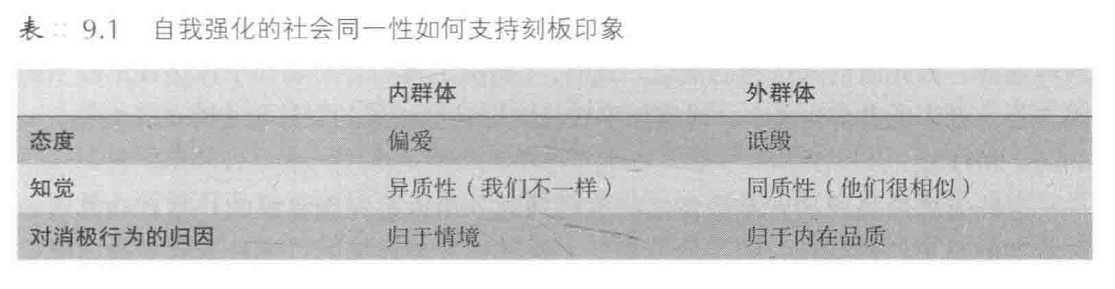 表 :: 9.1 自我强化的社会同一性如何支持刻板印象
内群体 外群体
态度 偏爱 诋毁
知觉 异质性（我们不一样） 同质性（他们很相似）
对消极行为的归因 归于情境 归于内在品质